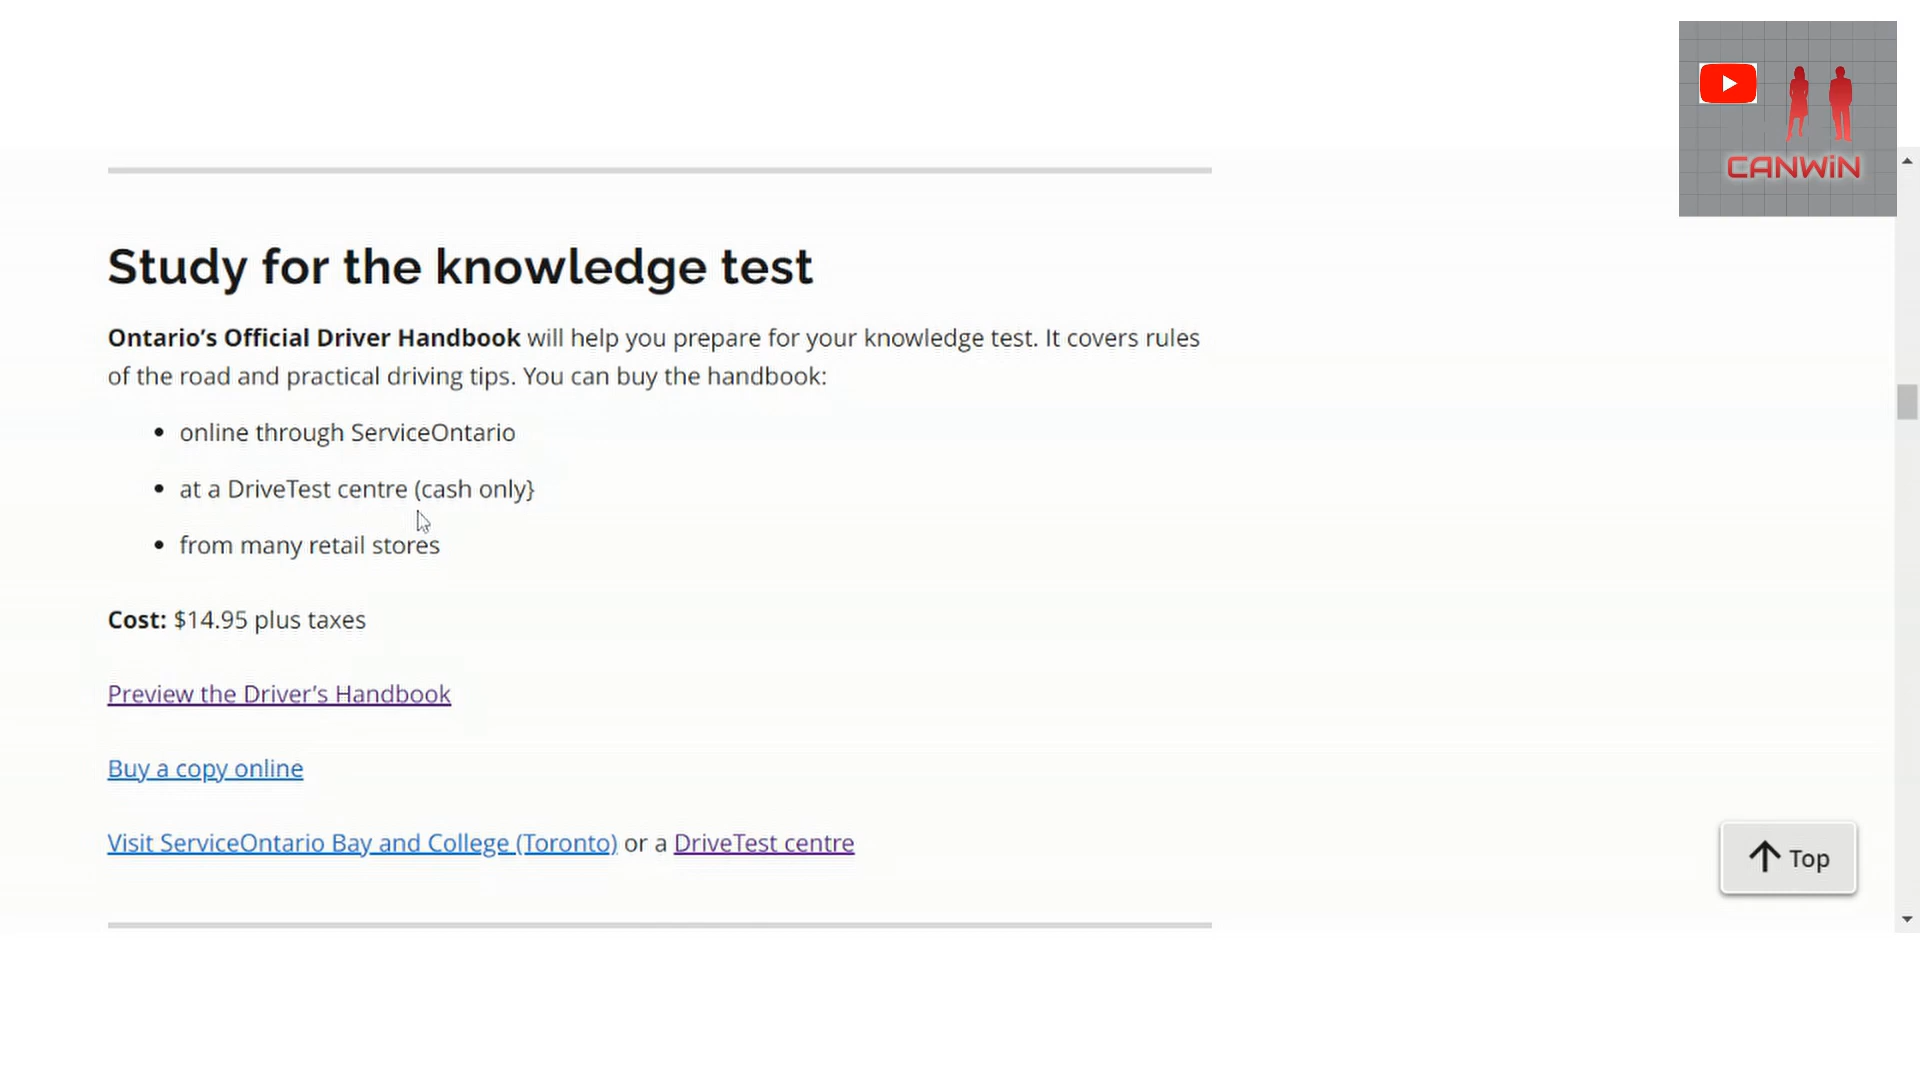 CANWiN
Study for the knowledge test
Ontario’s Official Driver Handbook will help you prepare for your knowledge test. It covers rules
of the road and practical driving tips. You can buy the handbook:
• online through ServiceOntario
• at a DriveTest centre (cash only}
• from many retail stores
Cost: $14.95 plus taxes
Preview the Driver’s Handbook
Buy a copy online
Visit ServiceOntario Bay and College (Toronto) or a DriveTest centre
Top